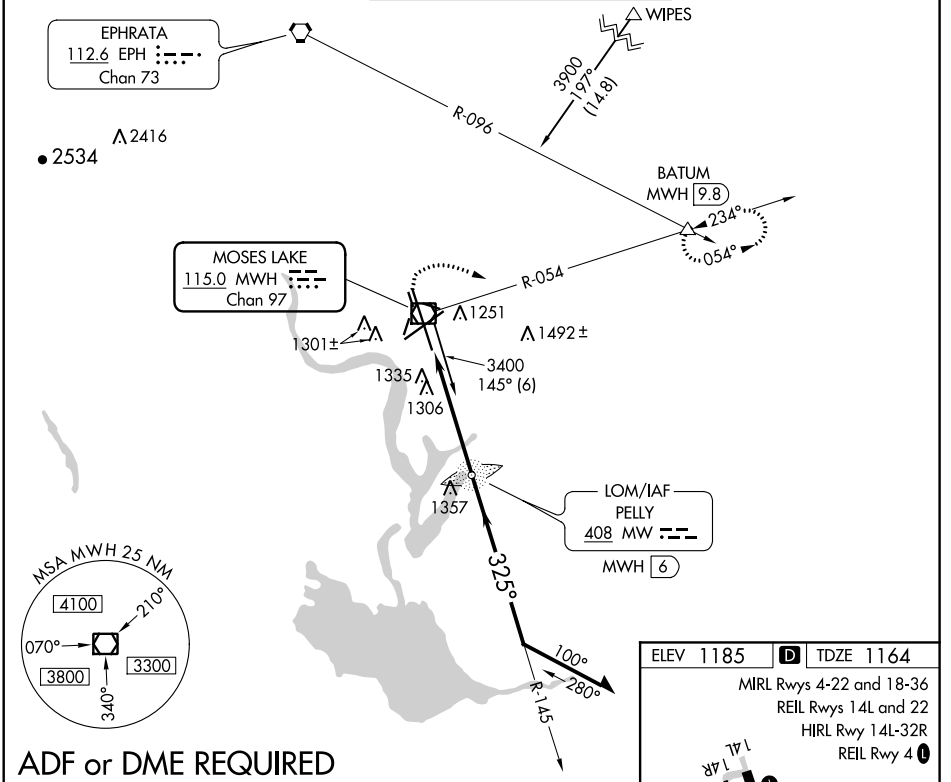 EPHRATA
112.6 EPH
Chan 73
WIPES
3900
197°
(14.8)
R-096
2416
2534
BATUM
MWH 9.8
234°
054°
MOSES LAKE
115.0 MWH
Chan 97
R-054
1251
1301±
1492±
1335
1306
3400
145° (6)
1357
LOM/IAF
PELLY
408 MW
MWH 6
325°
MSA MWH 25 NM
4100
210°
070°
3800
3300
340°
100°
280°
R-145
ADF or DME REQUIRED
ELEV 1185 D TDZE 1164
MIRL Rwys 4-22 and 18-36
REIL Rwys 14L and 22
HIRL Rwy 14L-32R
REIL Rwy 4 L
14L
14R